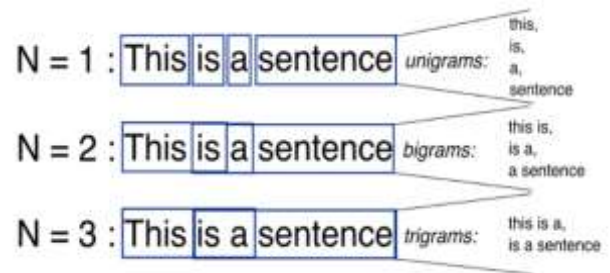 N = 1 : This is a sentence unigrams:
this,
is,
a,
sentence
N = 2 : This is a sentence bigrams:
this is,
is a,
a sentence
N = 3 : This is a sentence trigrams:
this is a,
is a sentence